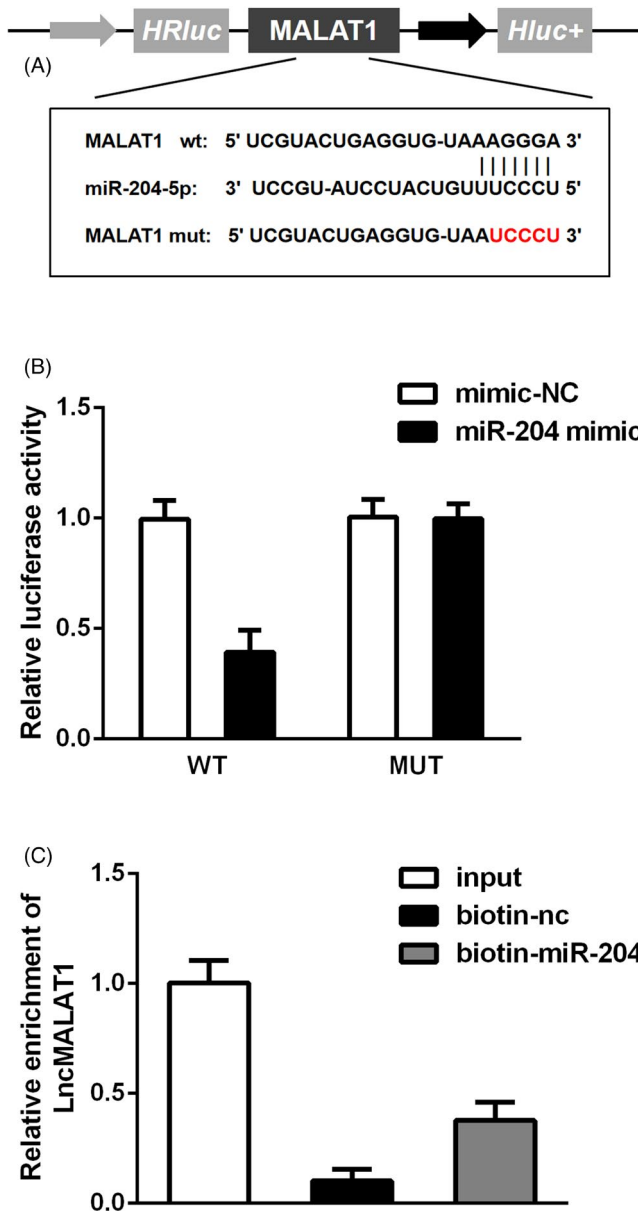 HRluc MALAT1 Hluc+
(A)
MALAT1 wt: 5' UCGUACUGAGGUG-UAAAGGGA 3'
miR-204-5p: 3' UCCGU-AUCCUACUGUUUCCCU 5'
MALAT1 mut: 5' UCGUACUGAGGUG-UAAUCCCU 3'
(B)
mimic-NC
miR-204 mimic
Relative luciferase activity
1.5
1.0
0.5
0.0
WT MUT
(C)
input
biotin-nc
biotin-miR-204
Relative enrichment of
LncMALAT1
1.5
1.0
0.5
0.0